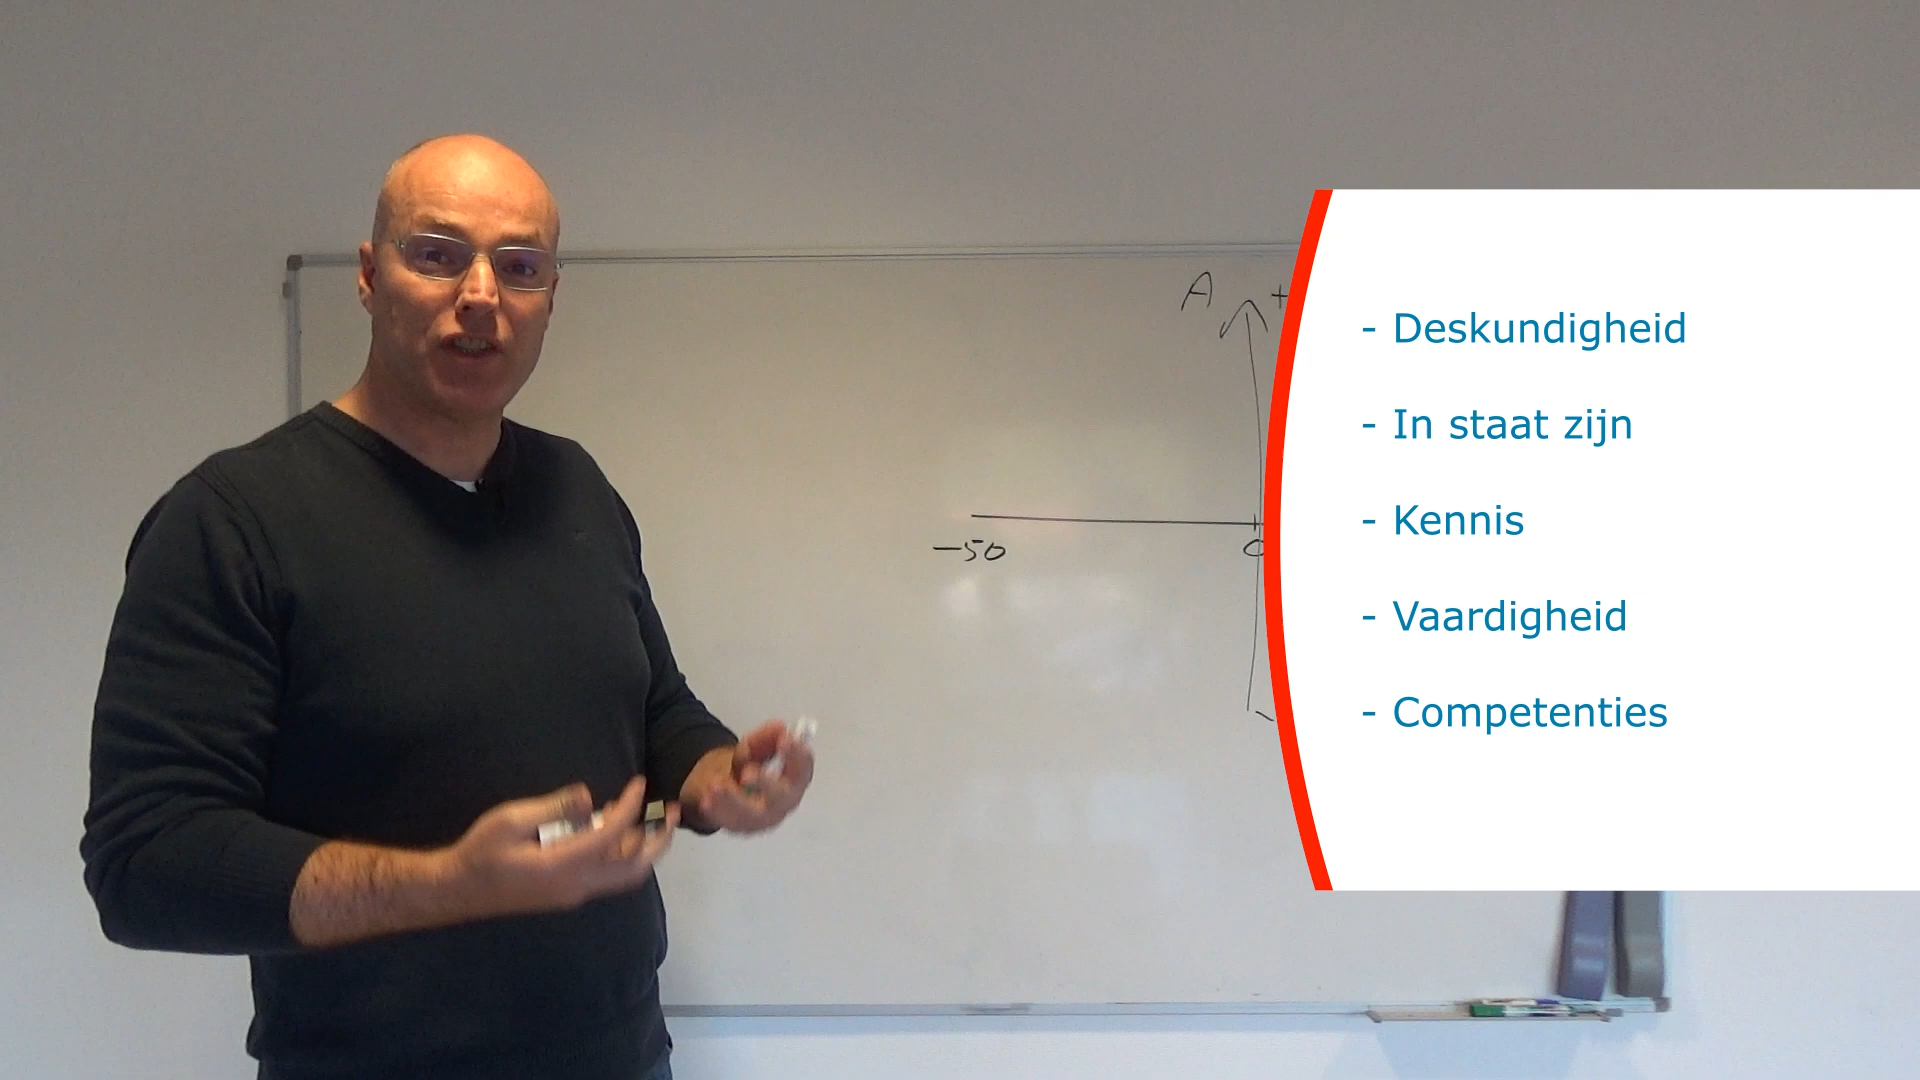 A +
-50
0
-
- Deskundigheid
- In staat zijn
- Kennis
- Vaardigheid
- Competenties